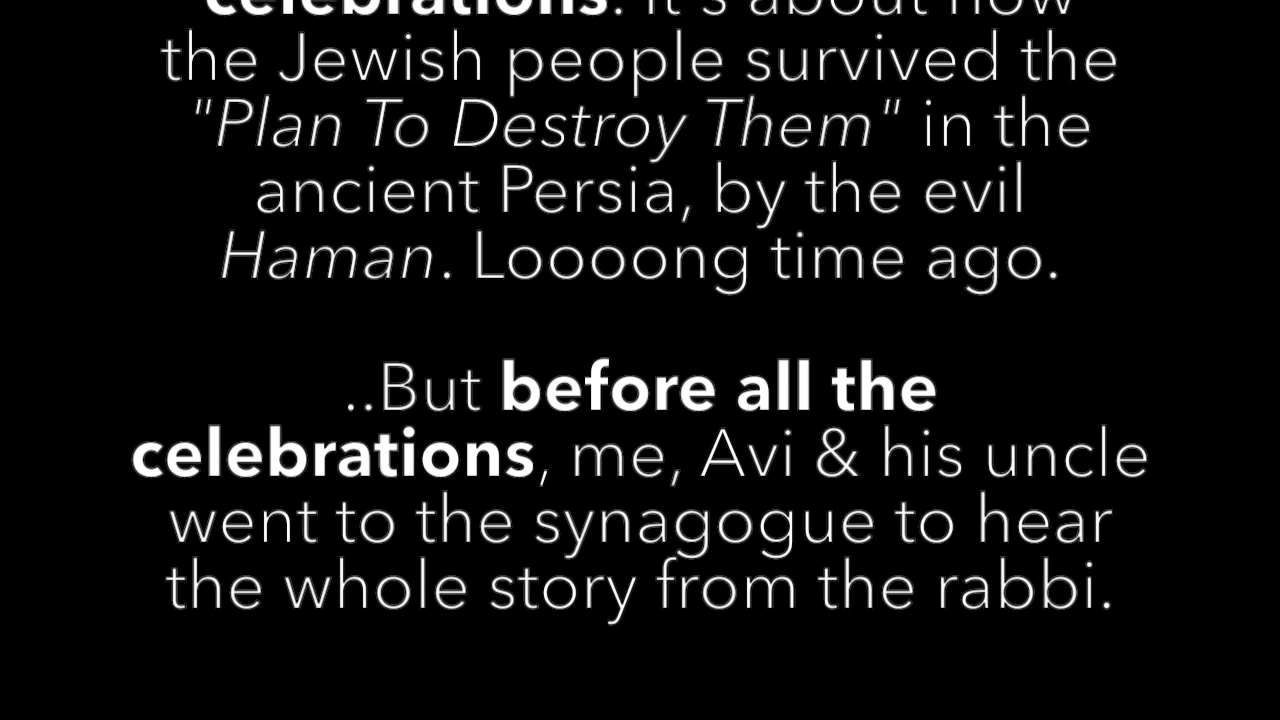 celebrations. It's about how
the Jewish people survived the
"Plan To Destroy Them" in the
ancient Persia, by the evil
Haman. Loooong time ago.
..But before all the
celebrations, me, Avi & his uncle
went to the synagogue to hear
the whole story from the rabbi.